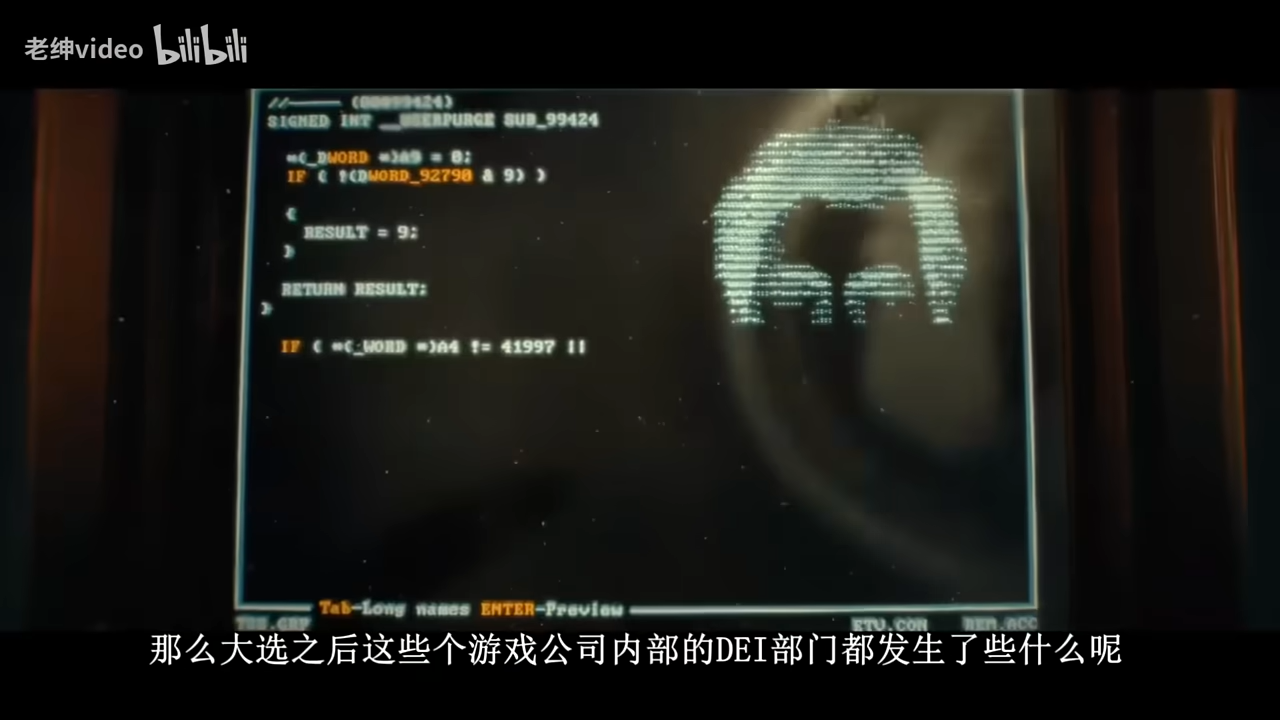 老绅video bilibili
//—— (00099424)
SIGNED INT __USERPURGE SUB_99424
*(_DWORD *)A9 = 0;
IF ( !(DWORD_92790 & 9) )
{
RESULT = 9;
}
RETURN RESULT;
}
IF ( *(_WORD *)A4 != 41997 ||
Tab-Long names ENTER-Preview
ETV.COM
REM.ACC
那么大选之后这些个游戏公司内部的DEI部门都发生了些什么呢